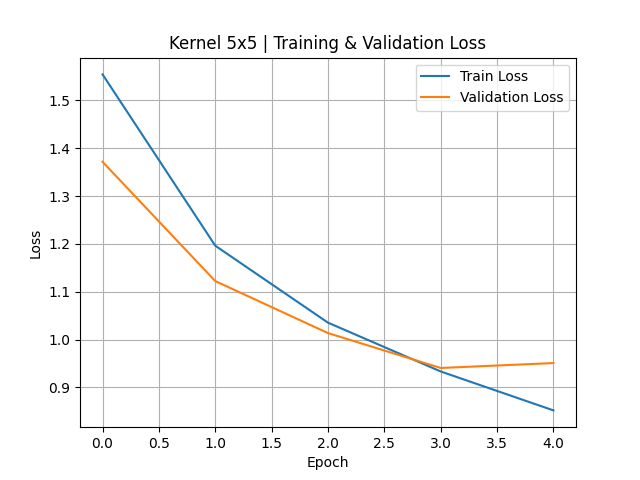 Kernel 5x5 | Training & Validation Loss
Train Loss
Validation Loss
Loss
1.5
1.4
1.3
1.2
1.1
1.0
0.9
0.0 0.5 1.0 1.5 2.0 2.5 3.0 3.5 4.0
Epoch